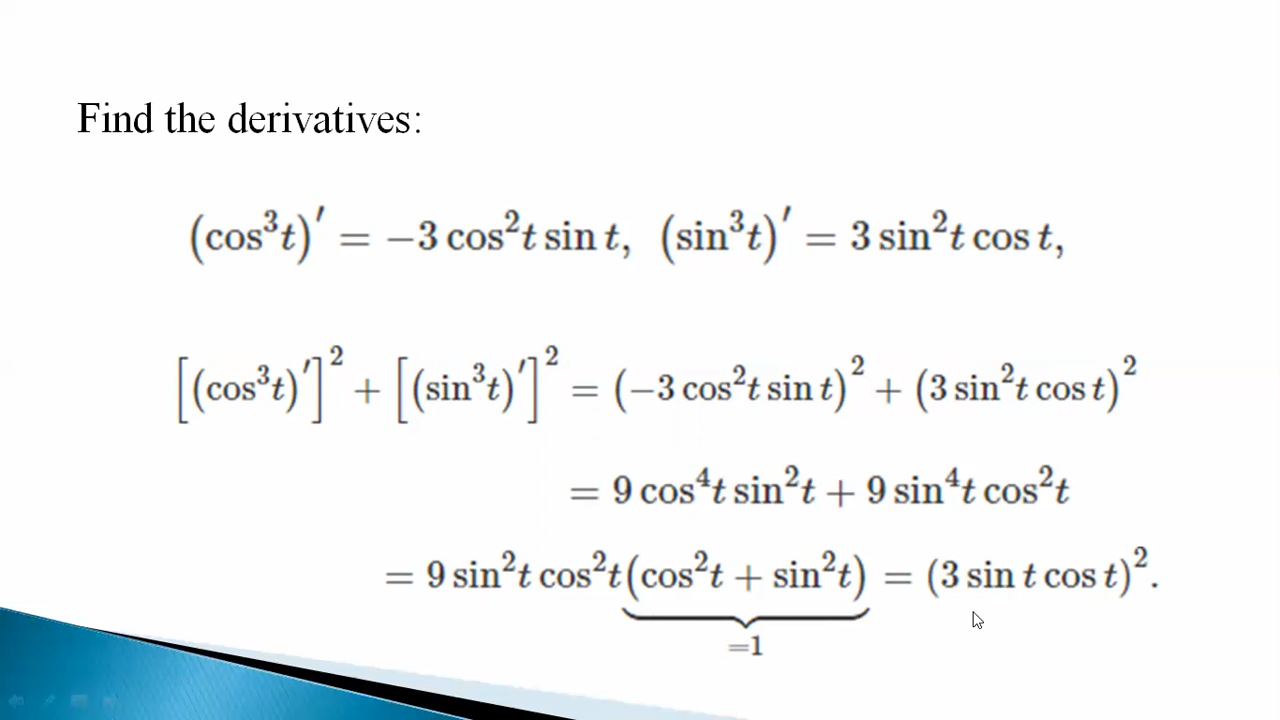 Find the derivatives:
(cos³t)′ = −3 cos²t sin t, (sin³t)′ = 3 sin²t cos t,
[(cos³t)′]² + [(sin³t)′]² = (−3 cos²t sin t)² + (3 sin²t cos t)²
= 9 cos⁴t sin²t + 9 sin⁴t cos²t
= 9 sin²t cos²t(cos²t + sin²t) = (3 sin t cos t)².
=1